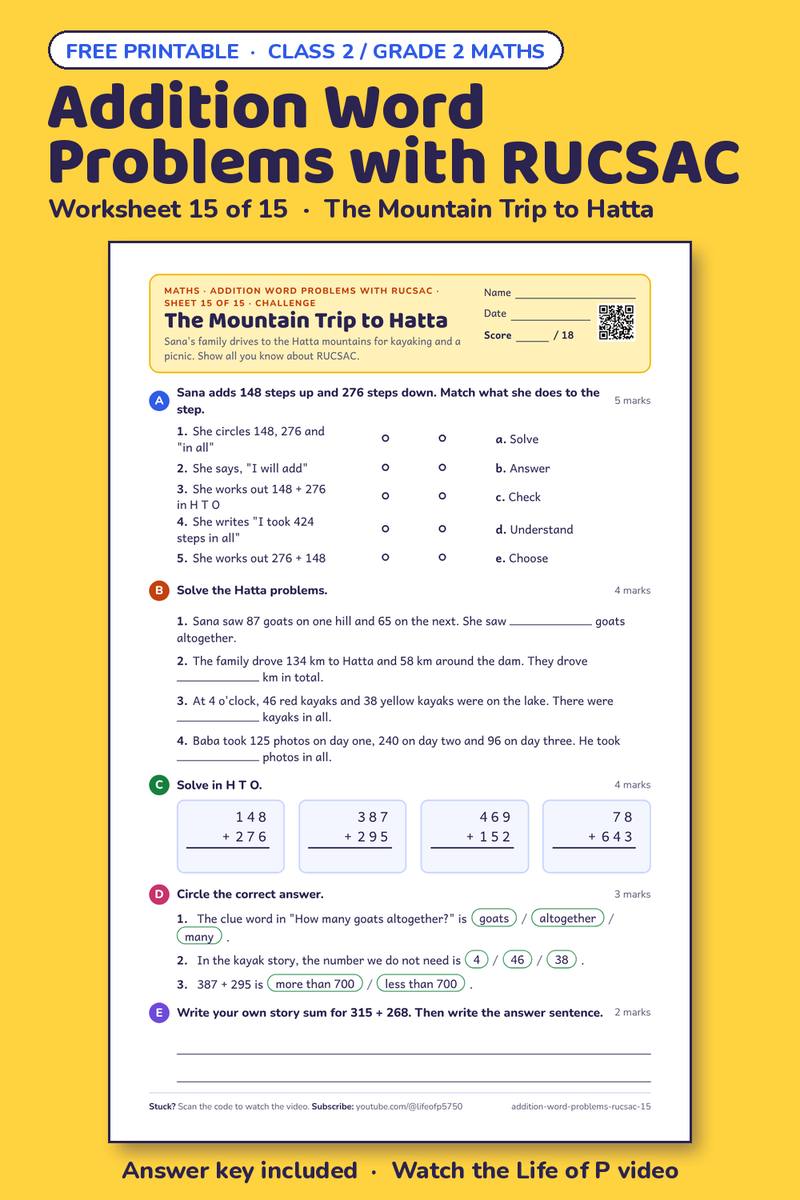 FREE PRINTABLE · CLASS 2 / GRADE 2 MATHS
Addition Word
Problems with RUCSAC
Worksheet 15 of 15 · The Mountain Trip to Hatta
MATHS · ADDITION WORD PROBLEMS WITH RUCSAC ·
SHEET 15 OF 15 · CHALLENGE
The Mountain Trip to Hatta
Sana's family drives to the Hatta mountains for kayaking and a
picnic. Show all you know about RUCSAC.
Name
Date
Score / 18
A Sana adds 148 steps up and 276 steps down. Match what she does to the
step.
5 marks
1. She circles 148, 276 and
"in all"
a. Solve
2. She says, "I will add"
b. Answer
3. She works out 148 + 276
in H T O
c. Check
4. She writes "I took 424
steps in all"
d. Understand
5. She works out 276 + 148
e. Choose
B Solve the Hatta problems. 4 marks
1. Sana saw 87 goats on one hill and 65 on the next. She saw ____________ goats
altogether.
2. The family drove 134 km to Hatta and 58 km around the dam. They drove
____________ km in total.
3. At 4 o'clock, 46 red kayaks and 38 yellow kayaks were on the lake. There were
____________ kayaks in all.
4. Baba took 125 photos on day one, 240 on day two and 96 on day three. He took
____________ photos in all.
C Solve in H T O. 4 marks
148 387 469 78
+ 276 + 295 + 152 + 643
D Circle the correct answer. 3 marks
1. The clue word in "How many goats altogether?" is goats / altogether /
many .
2. In the kayak story, the number we do not need is 4 / 46 / 38 .
3. 387 + 295 is more than 700 / less than 700 .
E Write your own story sum for 315 + 268. Then write the answer sentence. 2 marks
Stuck? Scan the code to watch the video. Subscribe: youtube.com/@lifeofp5750 addition-word-problems-rucsac-15
Answer key included · Watch the Life of P video